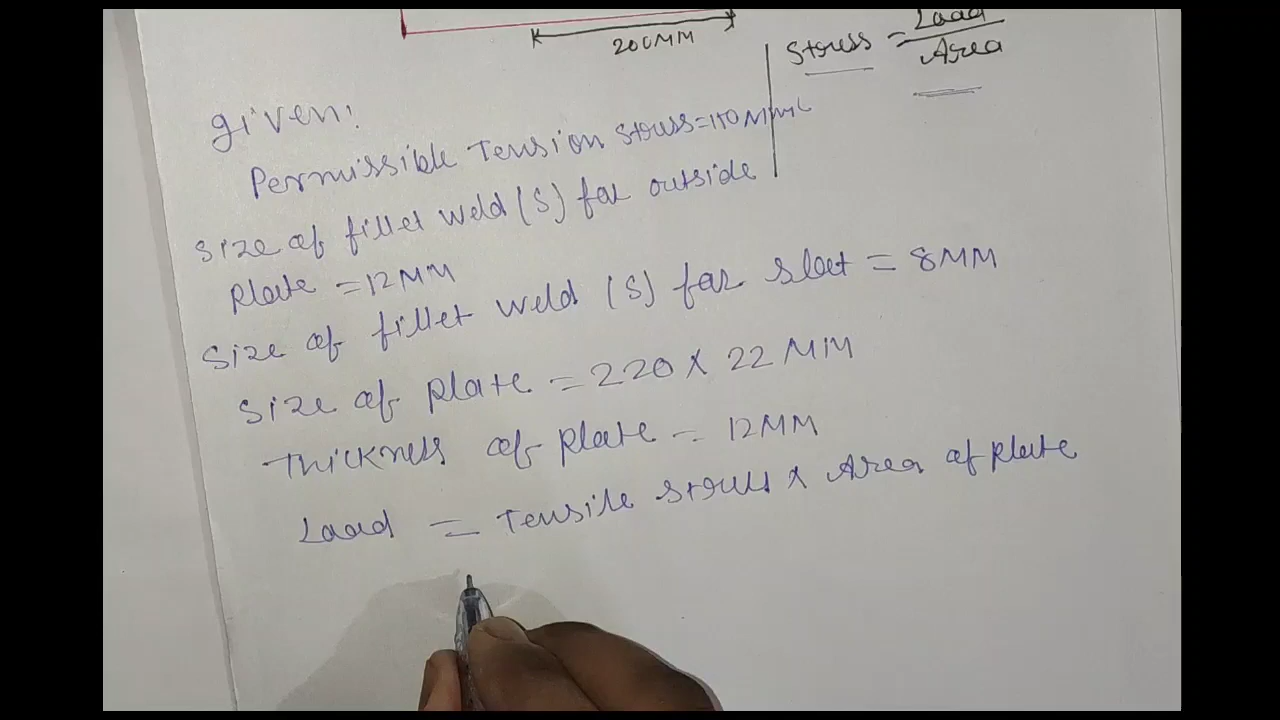 200MM
Stress = Load
Area
given:
Permissible Tension stress=150
Size of fillet weld (S) for outside
Plate = 12MM
Size of fillet weld (S) for slot = 8MM
Size of plate = 220 x 22 MM
Thickness of plate = 12MM
Load = Tensile stress x Area of plate